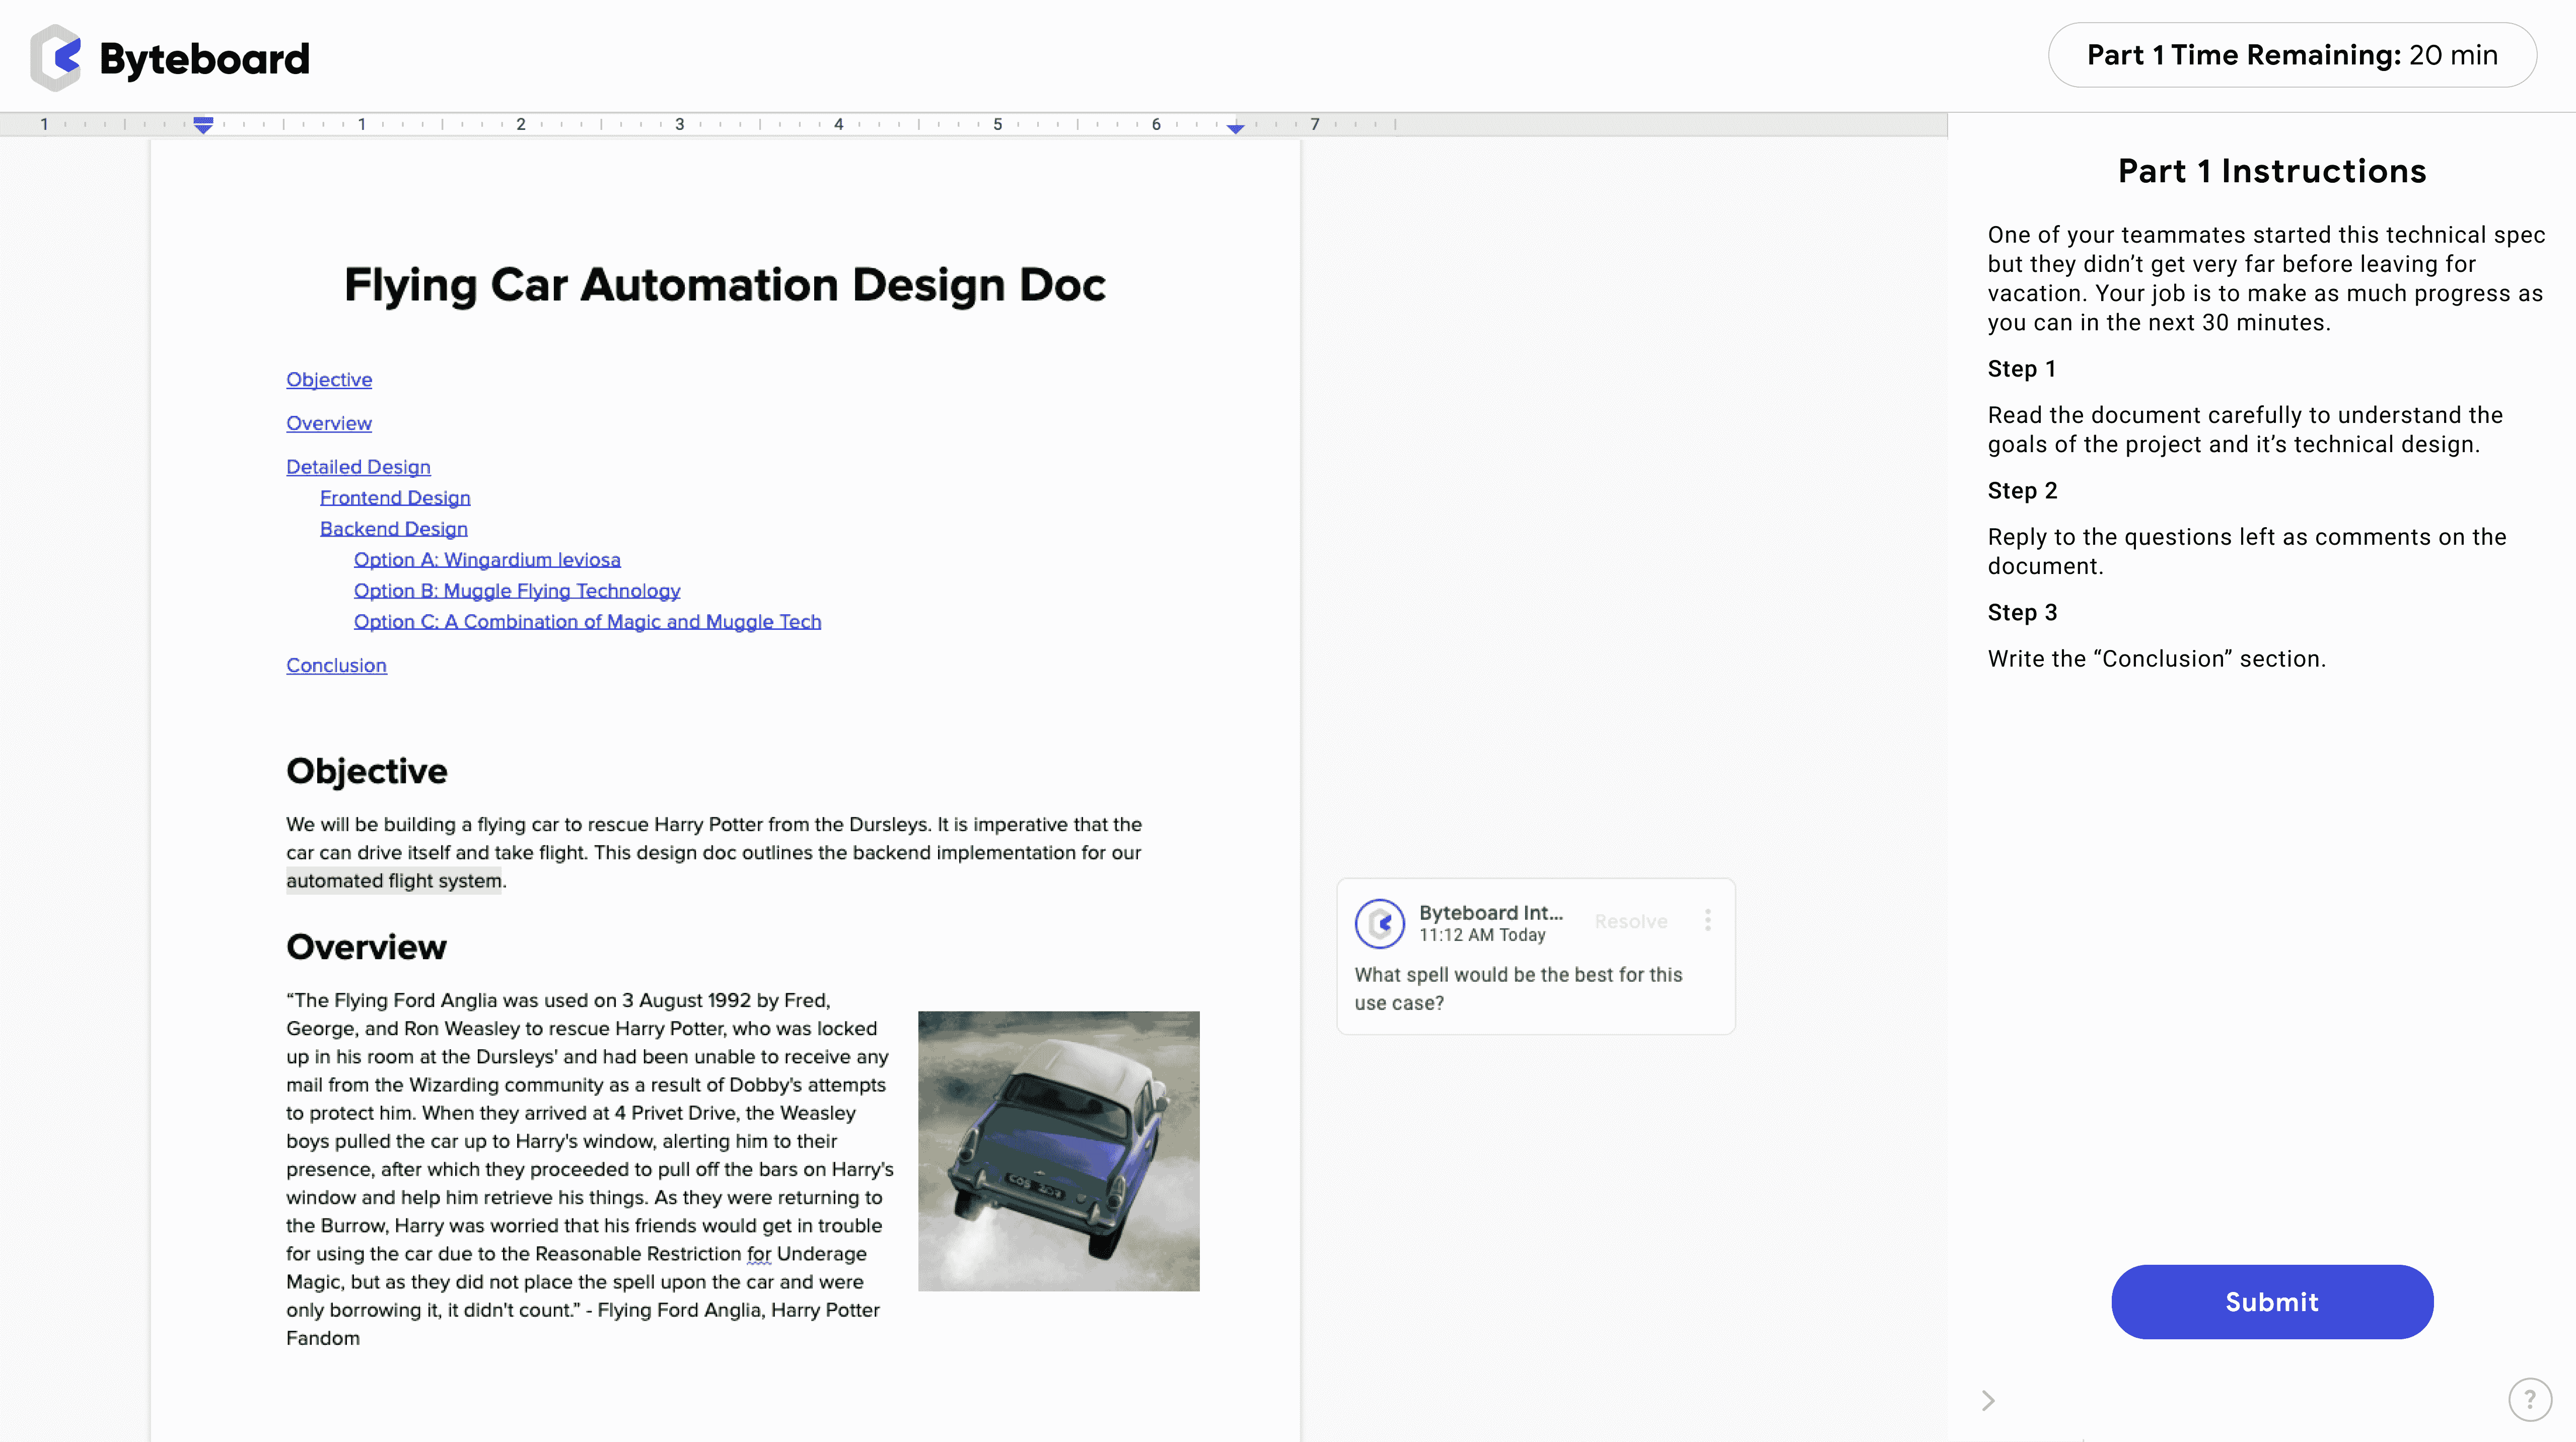 Byteboard
Part 1 Time Remaining: 20 min
1 1 2 3 4 5 6 7
Flying Car Automation Design Doc
Objective
Overview
Detailed Design
Frontend Design
Backend Design
Option A: Wingardium leviosa
Option B: Muggle Flying Technology
Option C: A Combination of Magic and Muggle Tech
Conclusion
Objective
We will be building a flying car to rescue Harry Potter from the Dursleys. It is imperative that the
car can drive itself and take flight. This design doc outlines the backend implementation for our
automated flight system.
Overview
“The Flying Ford Anglia was used on 3 August 1992 by Fred,
George, and Ron Weasley to rescue Harry Potter, who was locked
up in his room at the Dursleys' and had been unable to receive any
mail from the Wizarding community as a result of Dobby's attempts
to protect him. When they arrived at 4 Privet Drive, the Weasley
boys pulled the car up to Harry's window, alerting him to their
presence, after which they proceeded to pull off the bars on Harry's
window and help him retrieve his things. As they were returning to
the Burrow, Harry was worried that his friends would get in trouble
for using the car due to the Reasonable Restriction for Underage
Magic, but as they did not place the spell upon the car and were
only borrowing it, it didn't count.” - Flying Ford Anglia, Harry Potter
Fandom
Byteboard Int...
Resolve
11:12 AM Today
What spell would be the best for this
use case?
Part 1 Instructions
One of your teammates started this technical spec
but they didn’t get very far before leaving for
vacation. Your job is to make as much progress as
you can in the next 30 minutes.
Step 1
Read the document carefully to understand the
goals of the project and it’s technical design.
Step 2
Reply to the questions left as comments on the
document.
Step 3
Write the “Conclusion” section.
Submit
?